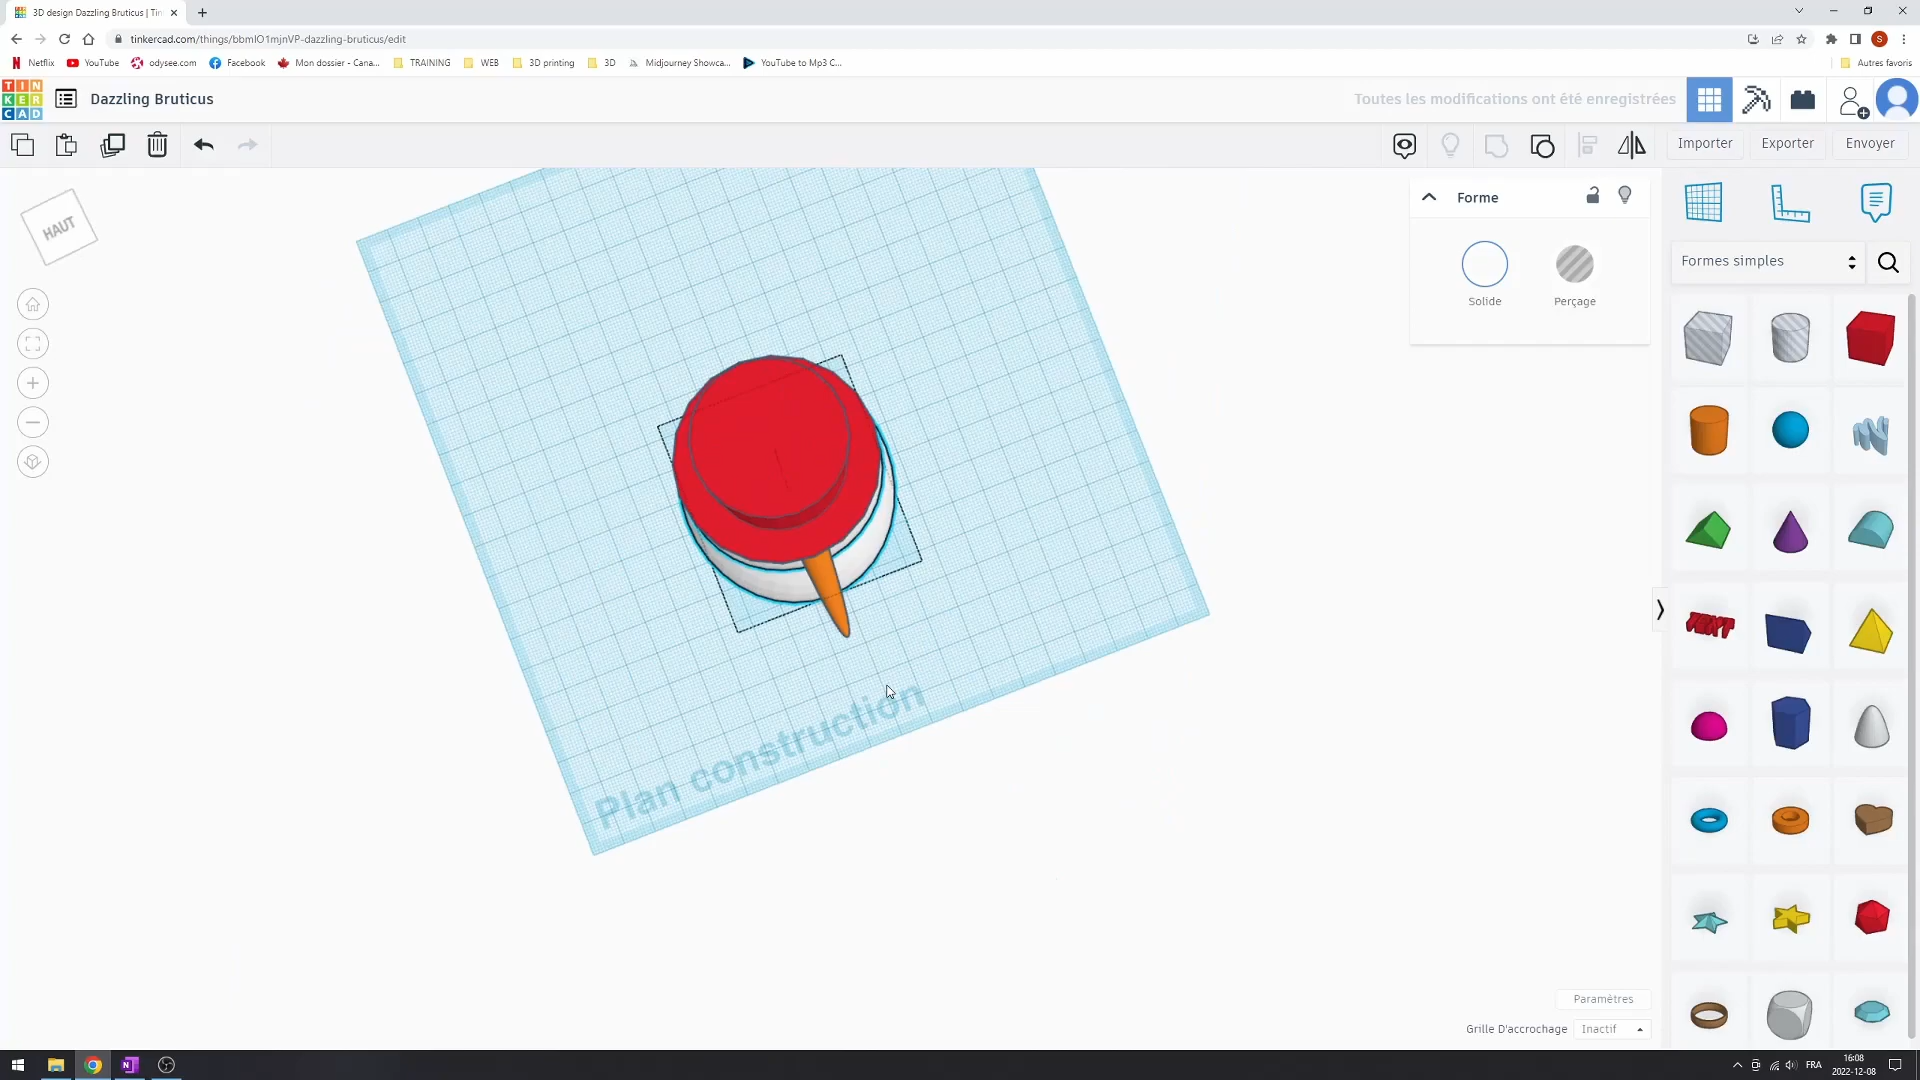 3D design Dazzling Bruticus | Tin
tinkercad.com/things/bbmIO1mjnVP-dazzling-bruticus/edit
Netflix
YouTube
odysee.com
Facebook
Mon dossier - Cana...
TRAINING
WEB
3D printing
3D
Midjourney Showca...
YouTube to Mp3 C...
Autres favoris
TIN
KER
CAD
Dazzling Bruticus
Toutes les modifications ont été enregistrées
Importer
Exporter
Envoyer
HAUT
Forme
Solide
Perçage
Formes simples
TEXT
Plan construction
Paramètres
Grille D'accrochage
Inactif
S
N
FRA
16:08
2022-12-08